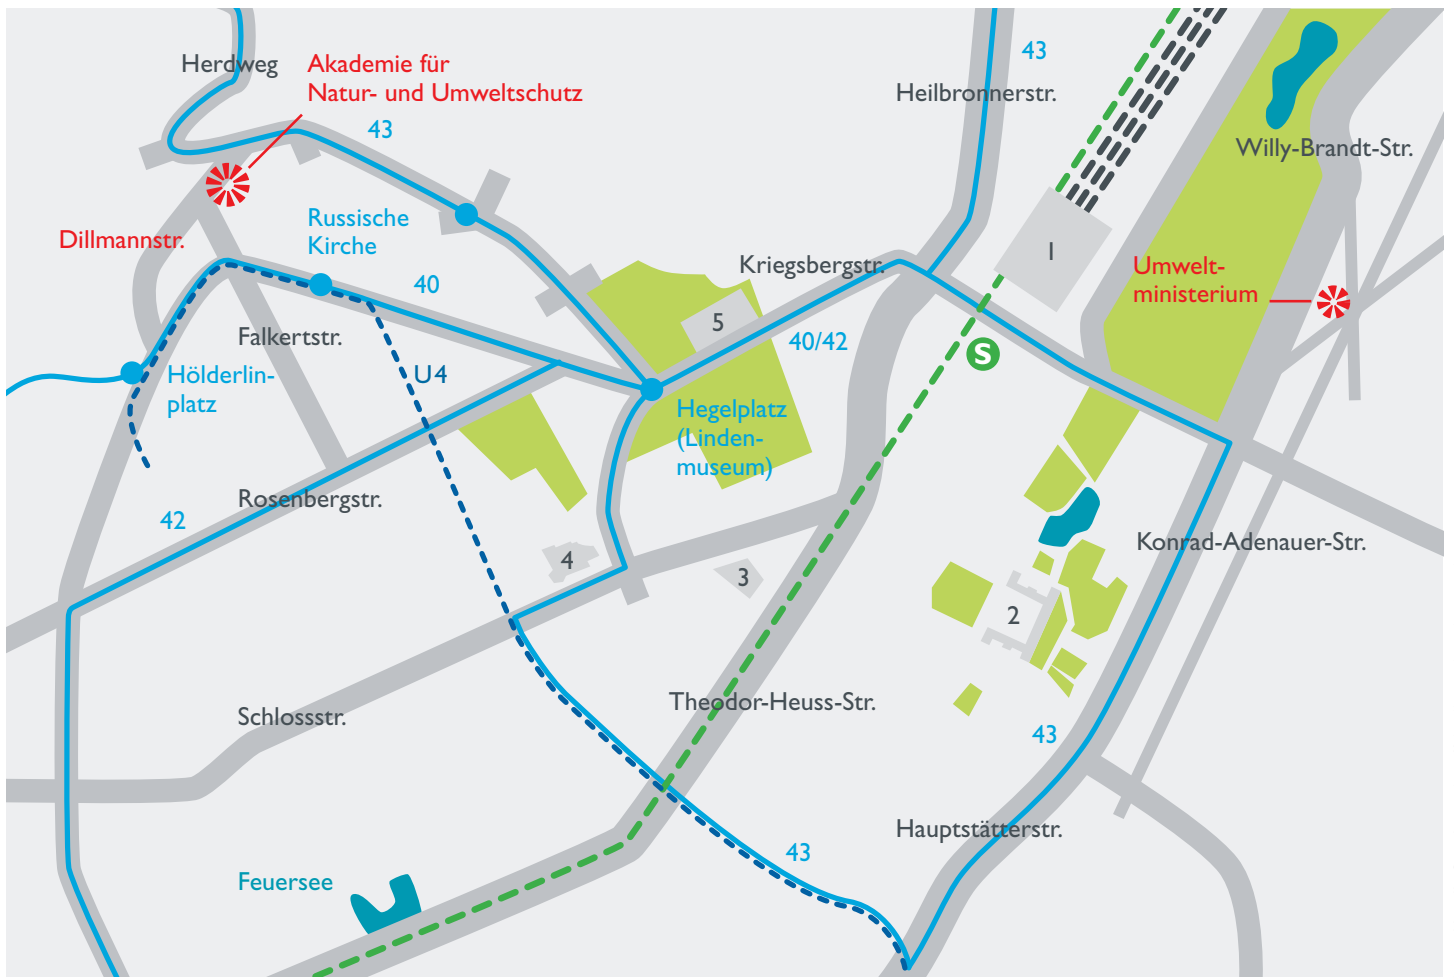 43
Herdweg
Akademie für
Natur- und Umweltschutz
Heilbronnerstr.
43
Willy-Brandt-Str.
Russische
Kirche
Dillmannstr.
1
Kriegsbergstr.
Umwelt-
ministerium
40
5
Falkertstr.
40/42
S
Hölderlin-
platz
U4
Hegelplatz
(Linden-
museum)
Rosenbergstr.
42
Konrad-Adenauer-Str.
4
3
2
Theodor-Heuss-Str.
Schlossstr.
43
Hauptstätterstr.
43
Feuersee